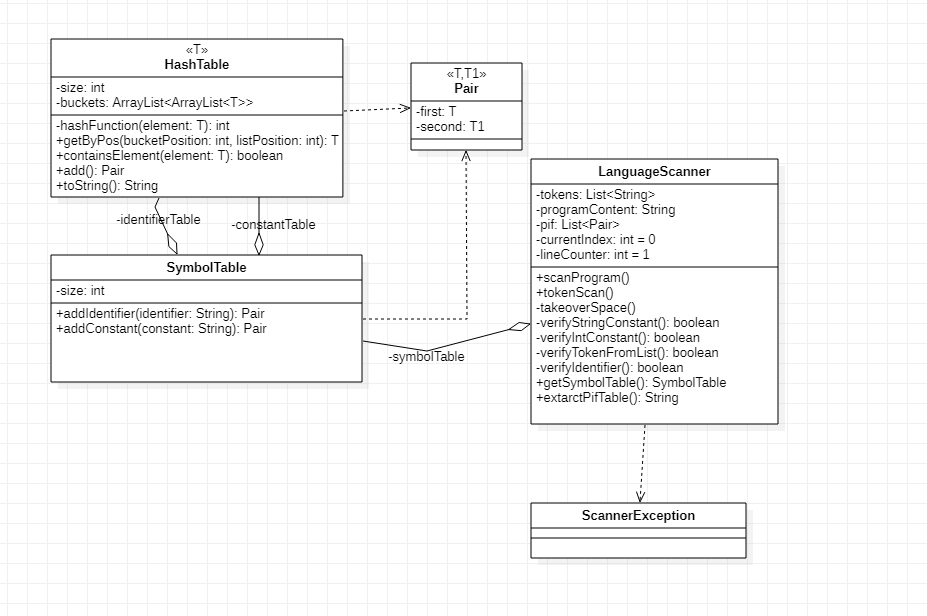 «T»
HashTable
-size: int
-buckets: ArrayList<ArrayList<T>>
-hashFunction(element: T): int
+getByPos(bucketPosition: int, listPosition: int): T
+containsElement(element: T): boolean
+add(): Pair
+toString(): String
«T,T1»
Pair
-first: T
-second: T1
-identifierTable
-constantTable
SymbolTable
-size: int
+addIdentifier(identifier: String): Pair
+addConstant(constant: String): Pair
-symbolTable
LanguageScanner
-tokens: List<String>
-programContent: String
-pif: List<Pair>
-currentIndex: int = 0
-lineCounter: int = 1
+scanProgram()
+tokenScan()
-takeoverSpace()
-verifyStringConstant(): boolean
-verifyIntConstant(): boolean
-verifyTokenFromList(): boolean
-verifyIdentifier(): boolean
+getSymbolTable(): SymbolTable
+extarctPifTable(): String
ScannerException